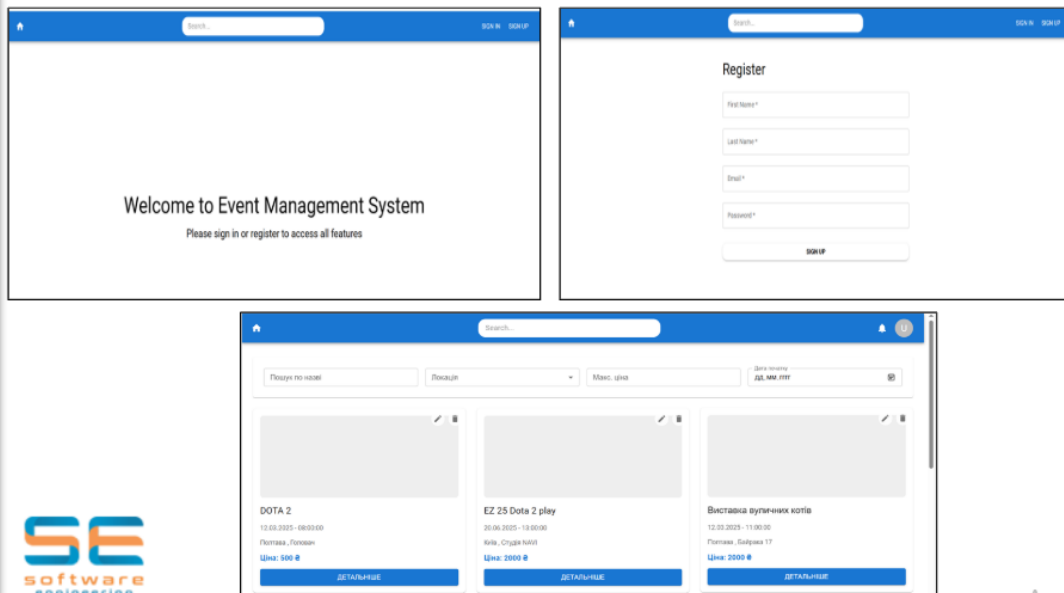 Search...
SIGN IN SIGN UP
Welcome to Event Management System
Please sign in or register to access all features
Search...
SIGN IN SIGN UP
Register
First Name *
Last Name *
Email *
Password *
SIGN UP
Search...
U
Пошук по назві
Локація
Макс. ціна
Дата початку
ДД.ММ.ГГГГ
DOTA 2
12.03.2025 - 08:00:00
Полтава , Головач
Ціна: 500 ₴
ДЕТАЛЬНІШЕ
EZ 25 Dota 2 play
20.06.2025 - 13:00:00
Київ , Студія NAVI
Ціна: 2000 ₴
ДЕТАЛЬНІШЕ
Виставка вуличних котів
12.03.2025 - 11:00:00
Полтава , Байрака 17
Ціна: 2000 ₴
ДЕТАЛЬНІШЕ
SE
software
engineering